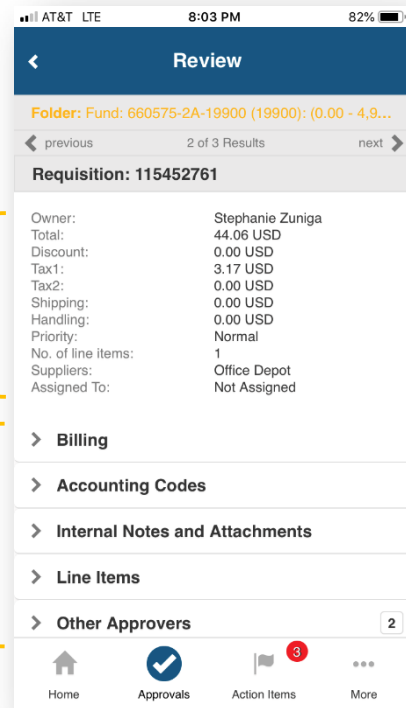 AT&T LTE 8:03 PM 82%
Review
Folder: Fund: 660575-2A-19900 (19900): (0.00 - 4,9...
previous 2 of 3 Results next
Requisition: 115452761
Owner: Stephanie Zuniga
Total: 44.06 USD
Discount: 0.00 USD
Tax1: 3.17 USD
Tax2: 0.00 USD
Shipping: 0.00 USD
Handling: 0.00 USD
Priority: Normal
No. of line items: 1
Suppliers: Office Depot
Assigned To: Not Assigned
Billing
Accounting Codes
Internal Notes and Attachments
Line Items
Other Approvers 2
3
Home Approvals Action Items More